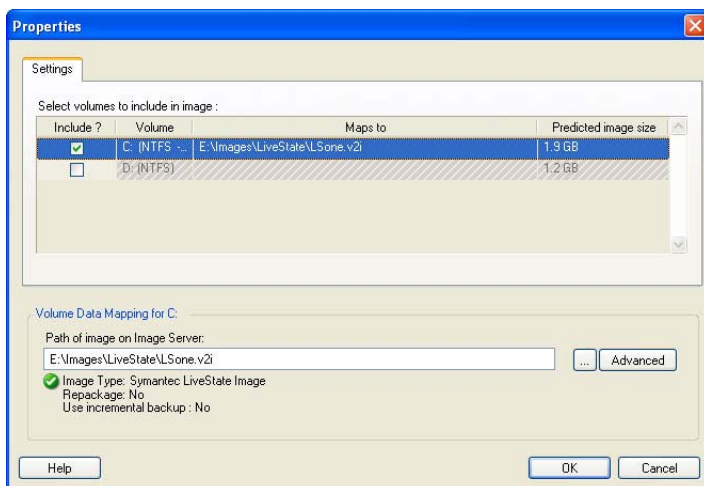 Properties
Settings
Select volumes to include in image :
Include ? Volume Maps to Predicted image size
C: (NTFS -... E:\Images\LiveState\LSone.v2i 1.9 GB
D: (NTFS) 1.2 GB
Volume Data Mapping for C:
Path of image on Image Server:
E:\Images\LiveState\LSone.v2i ... Advanced
Image Type: Symantec LiveState Image
Repackage: No
Use incremental backup : No
Help OK Cancel